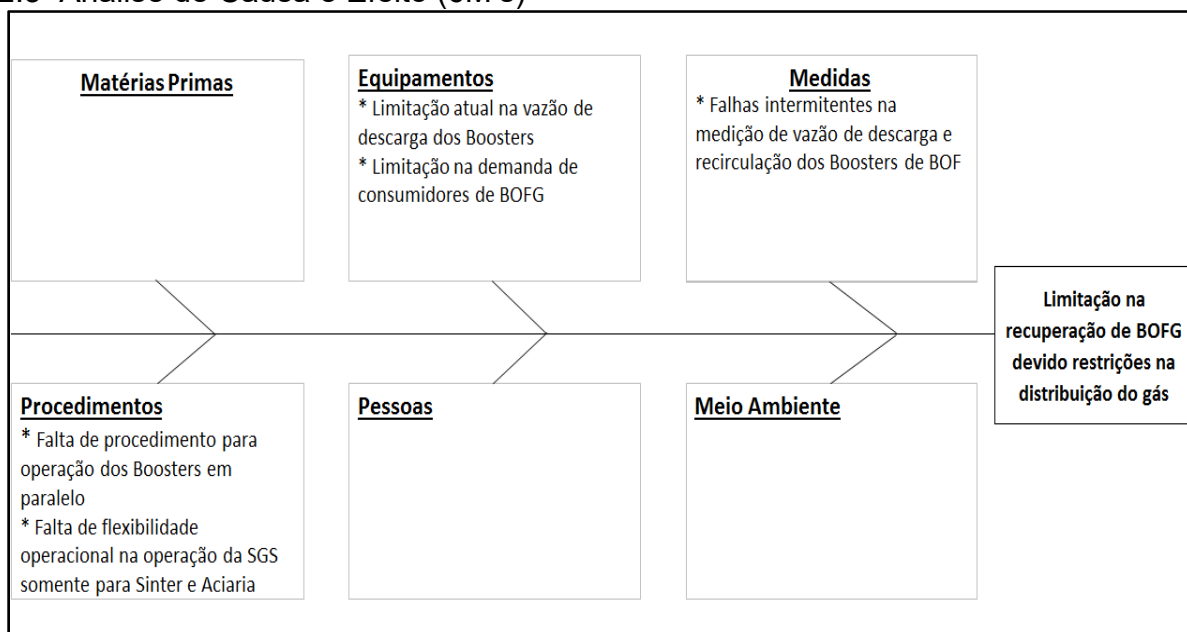 Análise de Causa e Efeito
Matérias Primas
Equipamentos
* Limitação atual na vazão de
descarga dos Boosters
* Limitação na demanda de
consumidores de BOFG
Medidas
* Falhas intermitentes na
medição de vazão de descarga e
recirculação dos Boosters de BOF
Limitação na
recuperação de BOFG
devido restrições na
distribuição do gás
Procedimentos
* Falta de procedimento para
operação dos Boosters em
paralelo
* Falta de flexibilidade
operacional na operação da SGS
somente para Sinter e Aciaria
Pessoas
Meio Ambiente